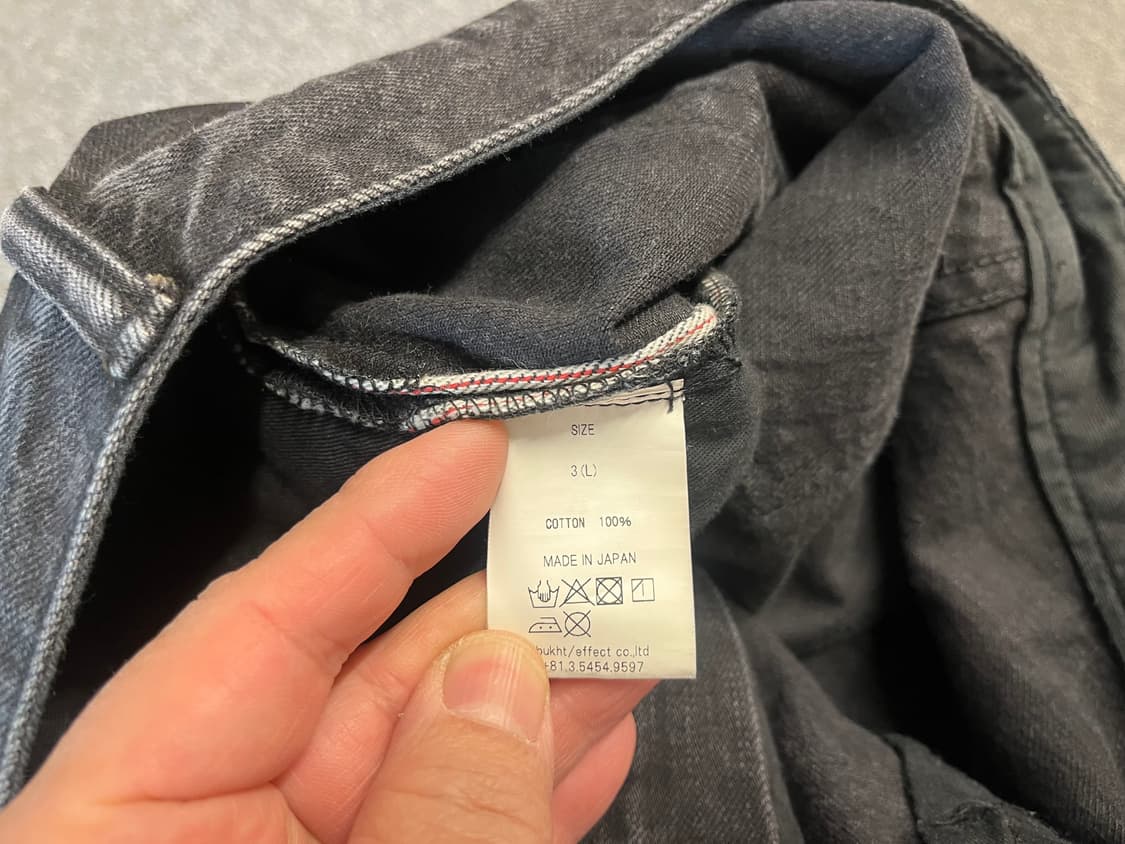 SIZE
3(L)
COTTON 100%
MADE IN JAPAN
bukht/effect co.,ltd
+81.3.5454.9597